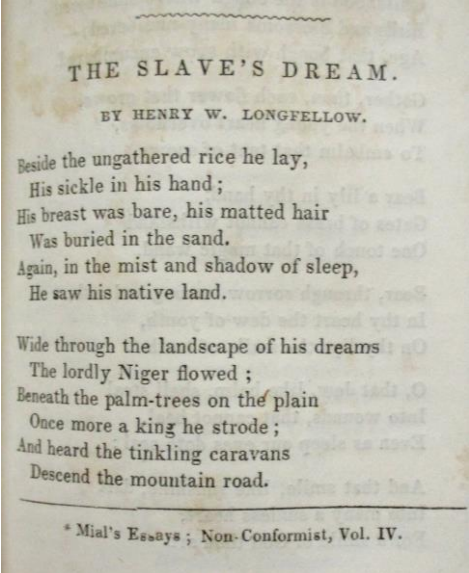 THE SLAVE'S DREAM.
BY HENRY W. LONGFELLOW.
Beside the ungathered rice he lay,
His sickle in his hand;
His breast was bare, his matted hair
Was buried in the sand.
Again, in the mist and shadow of sleep,
He saw his native land.
Wide through the landscape of his dreams
The lordly Niger flowed;
Beneath the palm-trees on the plain
Once more a king he strode;
And heard the tinkling caravans
Descend the mountain road.
* Mial's Essays; Non-Conformist, Vol. IV.